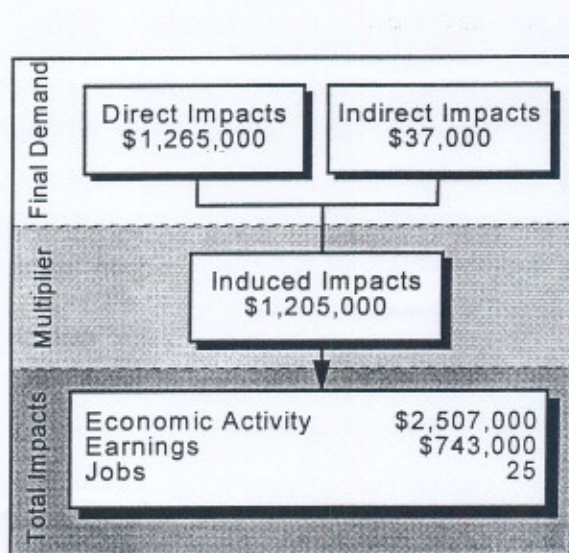 Final Demand
Direct Impacts
$1,265,000
Indirect Impacts
$37,000
Multiplier
Induced Impacts
$1,205,000
Total Impacts
Economic Activity $2,507,000
Earnings $743,000
Jobs 25